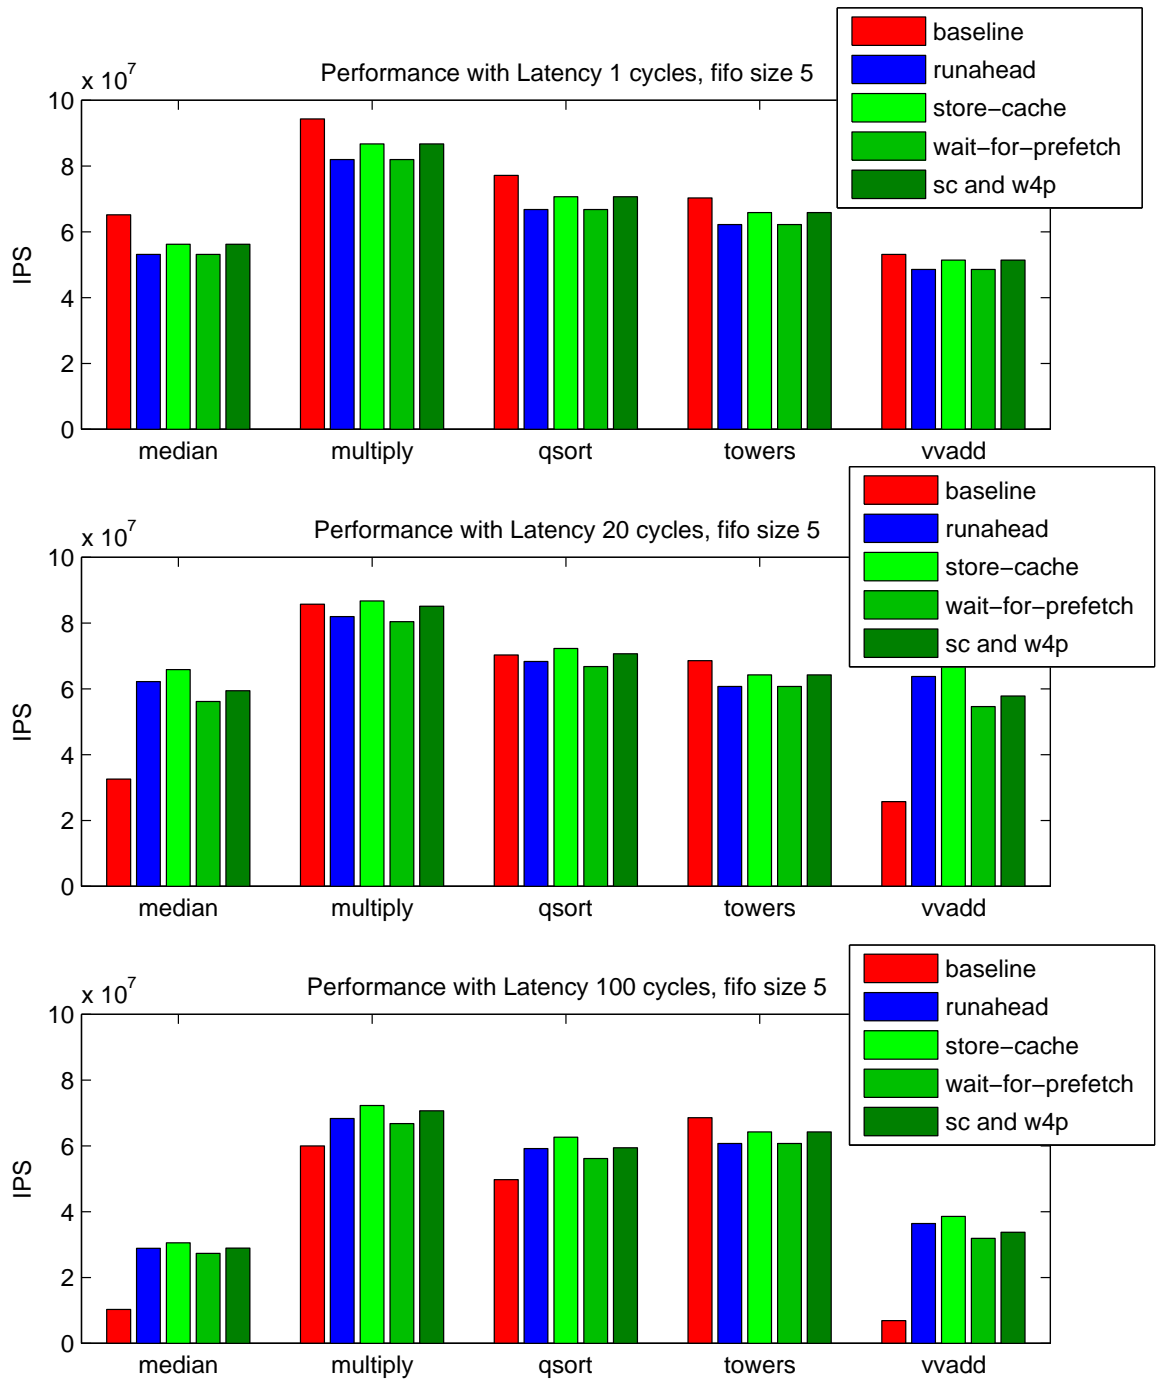 baseline
runahead
store−cache
wait−for−prefetch
sc and w4p
Performance with Latency 1 cycles, fifo size 5
x 10^7
10
8
6
4
2
0
IPS
median multiply qsort towers vvadd
baseline
runahead
store−cache
wait−for−prefetch
sc and w4p
Performance with Latency 20 cycles, fifo size 5
x 10^7
10
8
6
4
2
0
IPS
median multiply qsort towers vvadd
baseline
runahead
store−cache
wait−for−prefetch
sc and w4p
Performance with Latency 100 cycles, fifo size 5
x 10^7
10
8
6
4
2
0
IPS
median multiply qsort towers vvadd